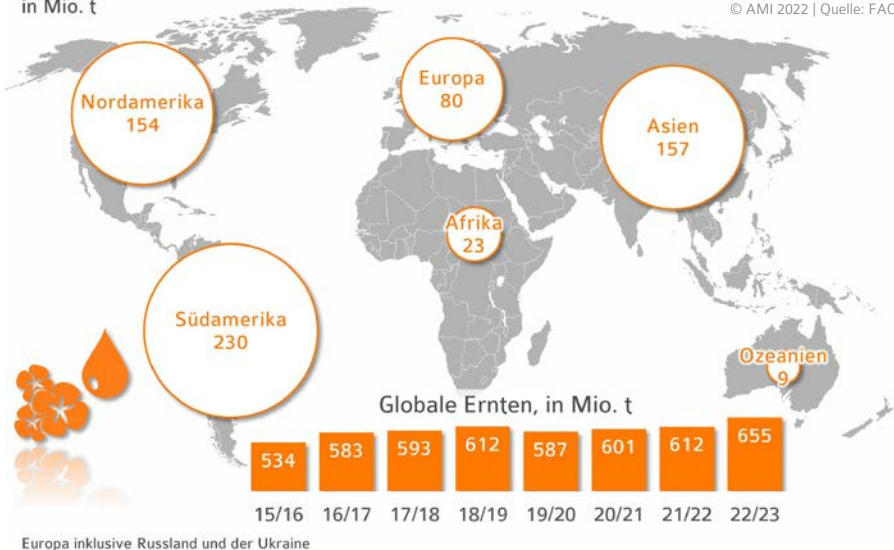 in Mio. t
© AMI 2022 | Quelle: FAO
Nordamerika
154
Europa
80
Asien
157
Afrika
23
Südamerika
230
Ozeanien
9
Globale Ernten, in Mio. t
534 583 593 612 587 601 612 655
15/16 16/17 17/18 18/19 19/20 20/21 21/22 22/23
Europa inklusive Russland und der Ukraine